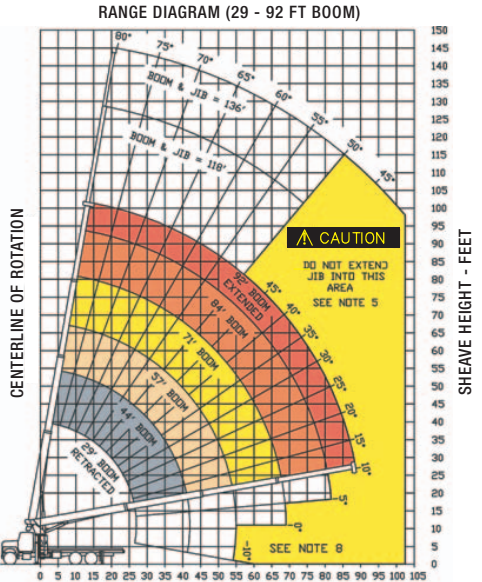 RANGE DIAGRAM (29 - 92 FT BOOM)
80°
75°
70°
65°
60°
55°
50°
45°
BOOM & JIB = 136'
BOOM & JIB = 118'
CAUTION
DO NOT EXTEND
JIB INTO THIS
AREA
SEE NOTE 5
92' BOOM
EXTENDED
84' BOOM
71' BOOM
57' BOOM
44' BOOM
29' BOOM
RETRACTED
45°
40°
35°
30°
25°
20°
15°
10°
5°
0°
-10°
SEE NOTE 8
CENTERLINE OF ROTATION
SHEAVE HEIGHT - FEET
150
145
140
135
130
125
120
115
110
105
100
95
90
85
80
75
70
65
60
55
50
45
40
35
30
25
20
15
10
5
0
0 5 10 15 20 25 30 35 40 45 50 55 60 65 70 75 80 85 90 95 100 105